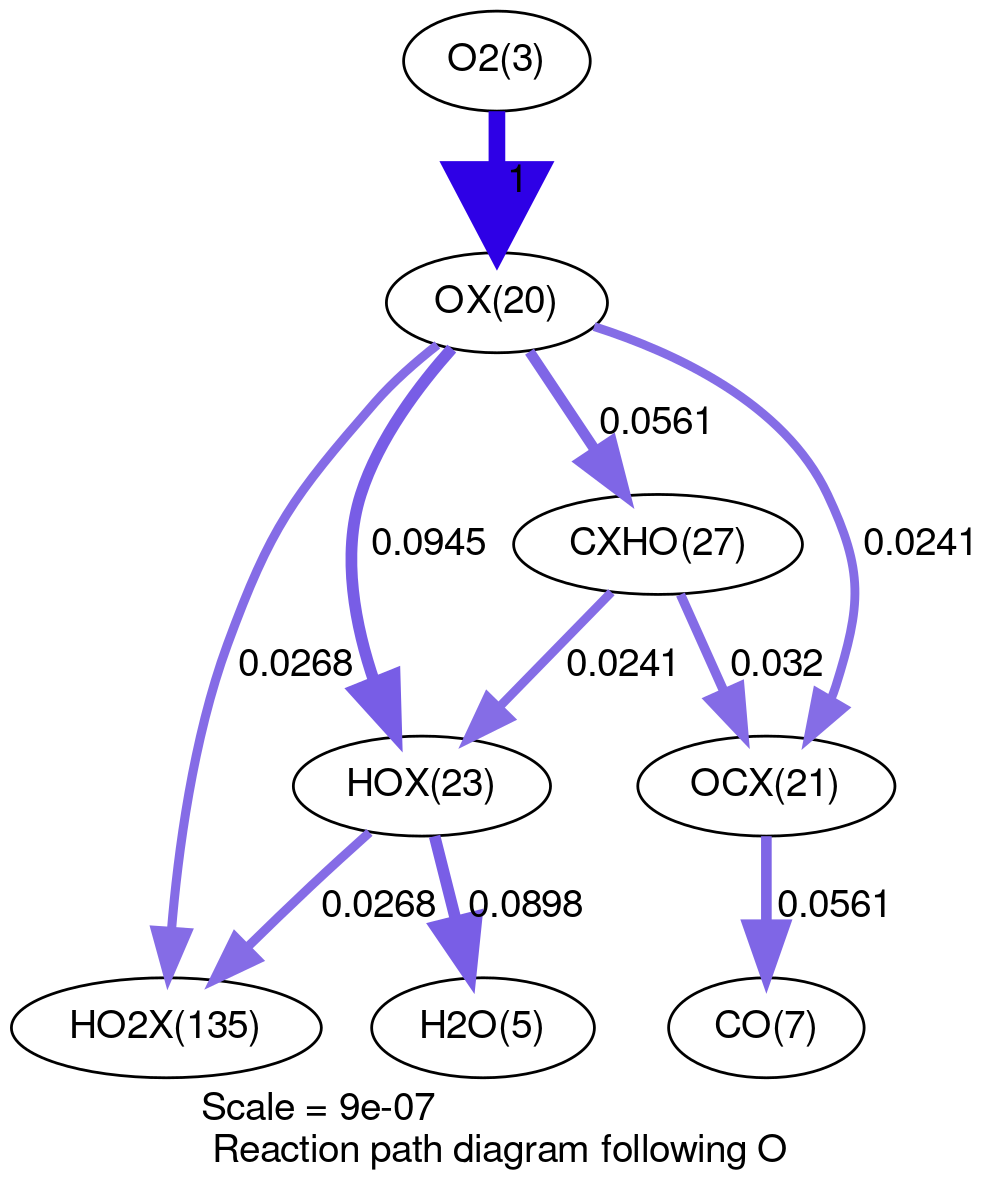 O2(3)
1
OX(20)
0.0561
0.0945
CXHO(27)
0.0241
0.0268
0.0241
0.032
HOX(23)
OCX(21)
0.0268
0.0898
0.0561
HO2X(135)
H2O(5)
CO(7)
Scale = 9e-07
Reaction path diagram following O